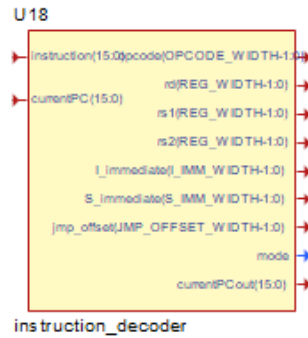 U18
instruction(15:0)
opcode(OPCODE_WIDTH-1:0)
rd(REG_WIDTH-1:0)
currentPC(15:0)
rs1(REG_WIDTH-1:0)
rs2(REG_WIDTH-1:0)
I_immediate(I_IMM_WIDTH-1:0)
S_immediate(S_IMM_WIDTH-1:0)
jmp_offset(JMP_OFFSET_WIDTH-1:0)
mode
currentPCout(15:0)
instruction_decoder